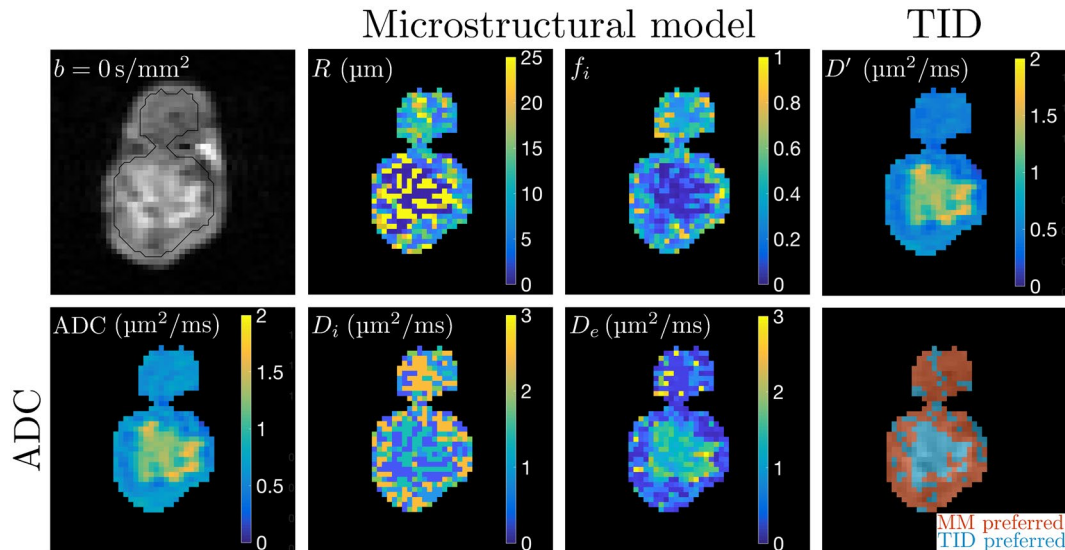 Microstructural model
TID
b = 0 s/mm²
R (µm)
25
20
15
10
5
0
fᵢ
1
0.8
0.6
0.4
0.2
0
D′ (µm²/ms)
2
1.5
1
0.5
0
ADC
ADC (µm²/ms)
2
1.5
1
0.5
0
Dᵢ (µm²/ms)
3
2
1
0
Dₑ (µm²/ms)
3
2
1
0
MM preferred
TID preferred